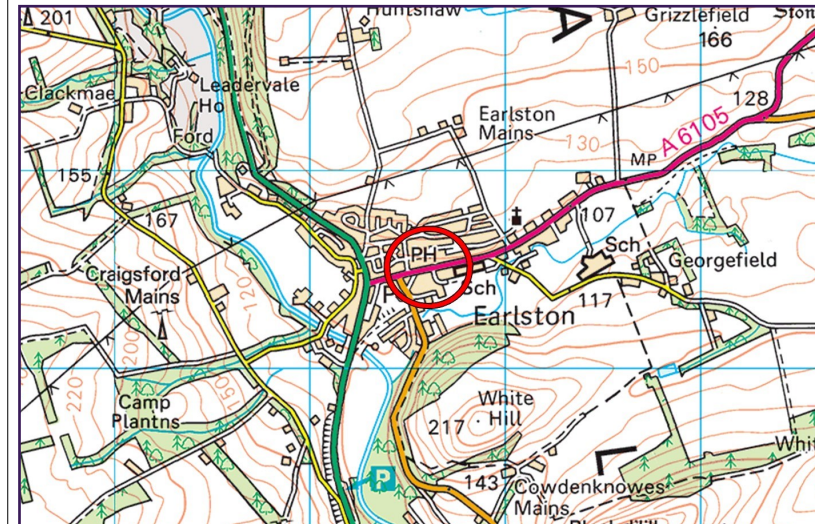 201
Huntshaw
A
Grizzlefield
166
150
Clackmae
Leadervale
Ho
Ford
Earlston
Mains
130
A 6105
128
MP
155
167
107
PH
Sch
Georgefield
Craigsford
Mains
120
Sch
117
Earlston
200
220
150
Camp
Plantns
White
Hill
217
P
143
Cowdenknowes
Mains